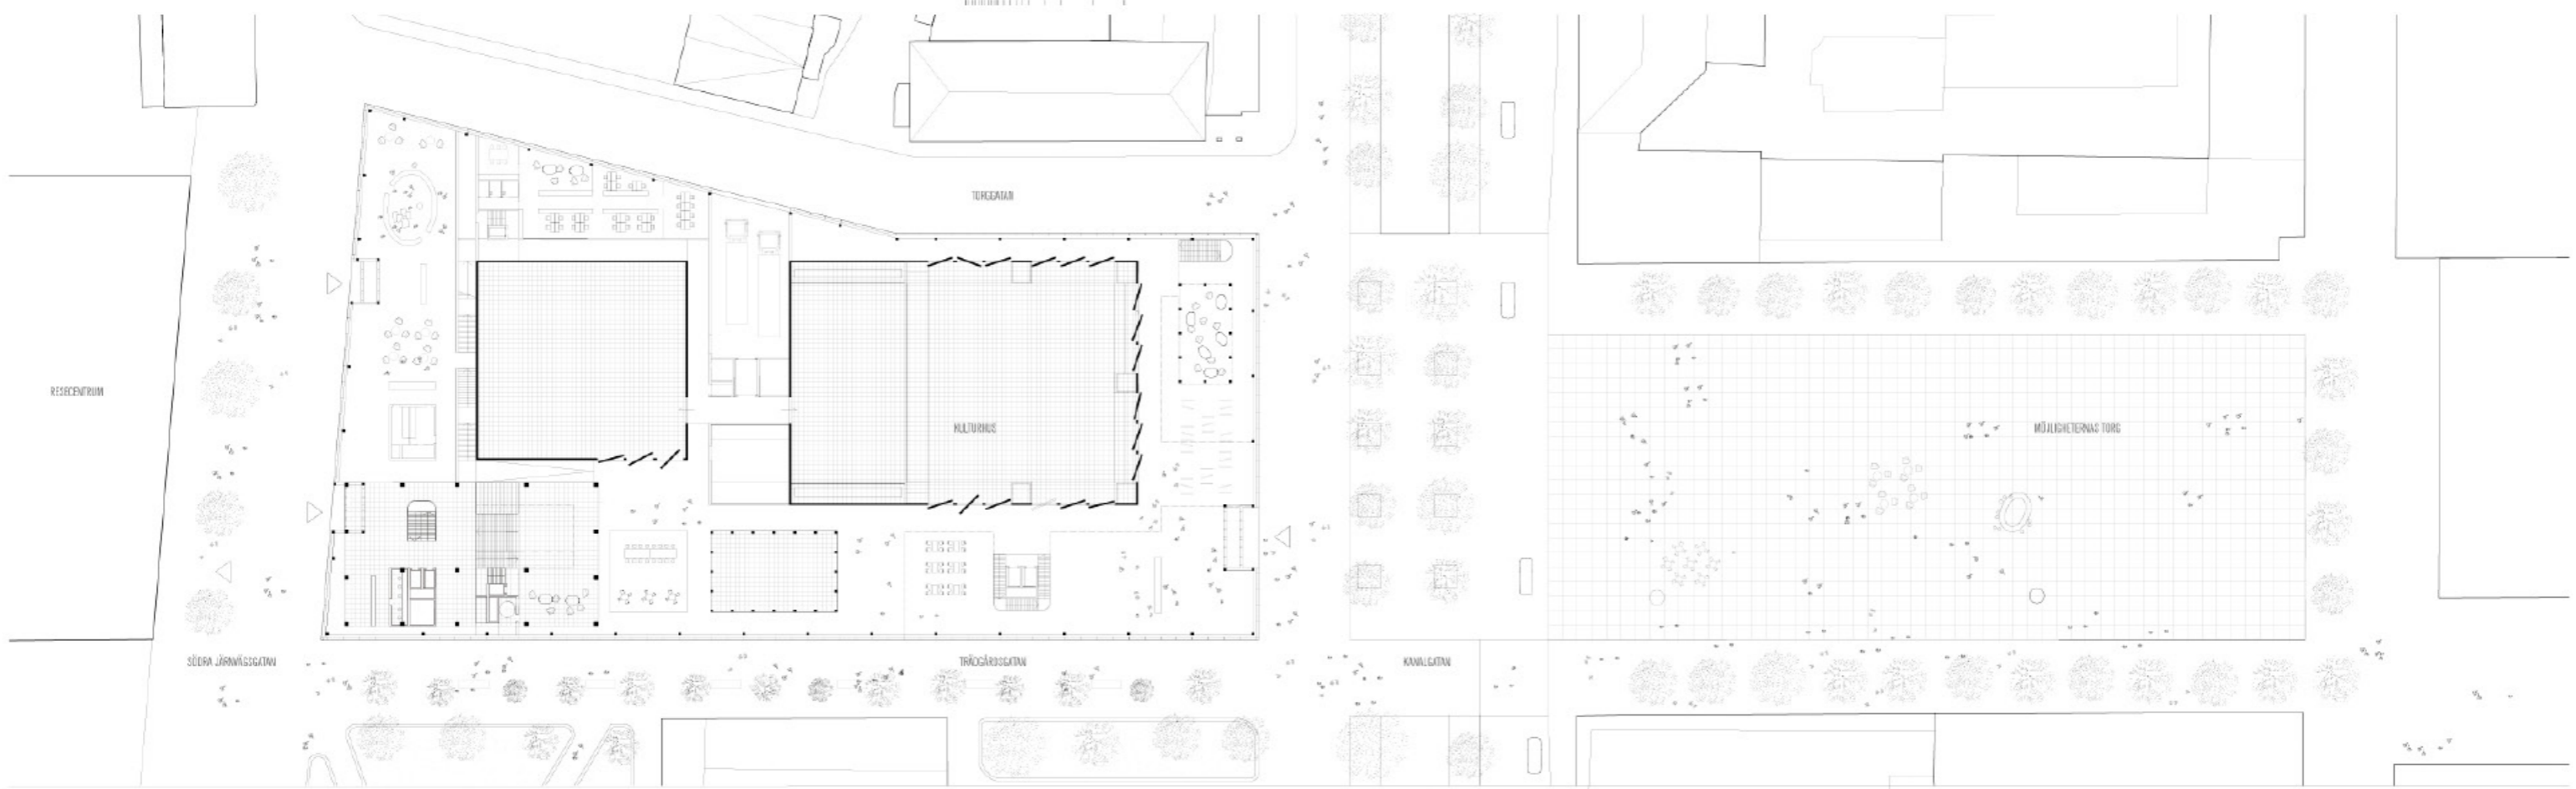 TORGGATAN
RESECENTRUM
KULTURHUS
MÖJLIGHETERNAS TORG
SÖDRA JÄRNVÄGSGATAN
TRÄDGÅRDSGATAN
KANALGATAN